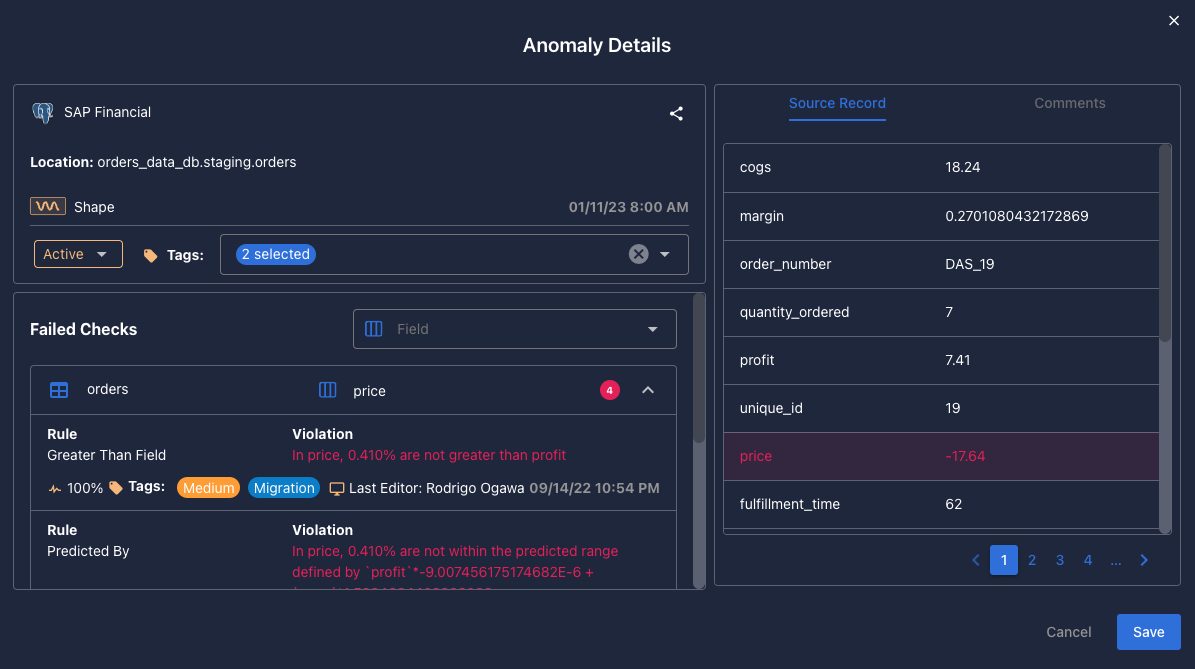 Anomaly Details
SAP Financial
Location: orders_data_db.staging.orders
Shape
01/11/23 8:00 AM
Active
Tags:
2 selected
Failed Checks
Field
orders
price
4
Rule
Violation
Greater Than Field
In price, 0.410% are not greater than profit
100%
Tags:
Medium
Migration
Last Editor: Rodrigo Ogawa 09/14/22 10:54 PM
Rule
Violation
Predicted By
In price, 0.410% are not within the predicted range
defined by `profit`*-9.007456175174682E-6 +
Source Record
Comments
cogs 18.24
margin 0.2701080432172869
order_number DAS_19
quantity_ordered 7
profit 7.41
unique_id 19
price -17.64
fulfillment_time 62
1 2 3 4 ...
Cancel
Save